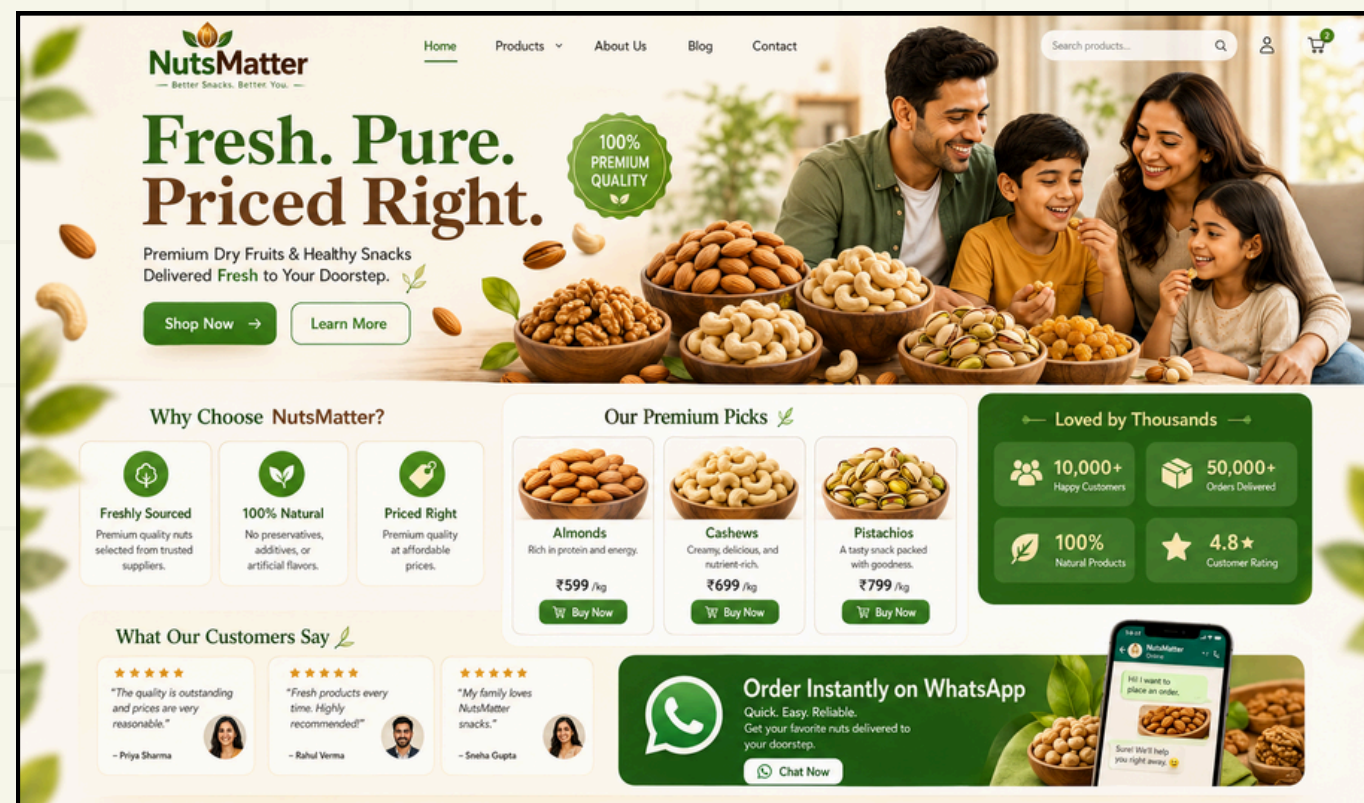 NutsMatter
Better Snacks. Better You.
Home
Products
About Us
Blog
Contact
Search products...
2
Fresh. Pure.
Priced Right.
100%
PREMIUM
QUALITY
Premium Dry Fruits & Healthy Snacks
Delivered Fresh to Your Doorstep.
Shop Now →
Learn More
Why Choose NutsMatter?
Freshly Sourced
Premium quality nuts
selected from trusted
suppliers.
100% Natural
No preservatives,
additives, or
artificial flavors.
Priced Right
Premium quality
at affordable
prices.
Our Premium Picks
Almonds
Rich in protein and energy.
₹599 /kg
Buy Now
Cashews
Creamy, delicious, and
nutrient-rich.
₹699 /kg
Buy Now
Pistachios
A tasty snack packed
with goodness.
₹799 /kg
Buy Now
Loved by Thousands
10,000+
Happy Customers
50,000+
Orders Delivered
100%
Natural Products
4.8★
Customer Rating
What Our Customers Say
★★★★★
"The quality is outstanding
and prices are very
reasonable."
– Priya Sharma
★★★★★
"Fresh products every
time. Highly
recommended!"
– Rahul Verma
★★★★★
"My family loves
NutsMatter
snacks."
– Sneha Gupta
Order Instantly on WhatsApp
Quick. Easy. Reliable.
Get your favorite nuts delivered to
your doorstep.
Chat Now
NutsMatter
Online
Hi! I want to
place an order.
Sure! We'll help
you right away. 😊